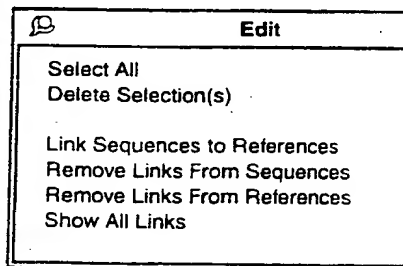 Edit
Select All
Delete Selection(s)
Link Sequences to References
Remove Links From Sequences
Remove Links From References
Show All Links